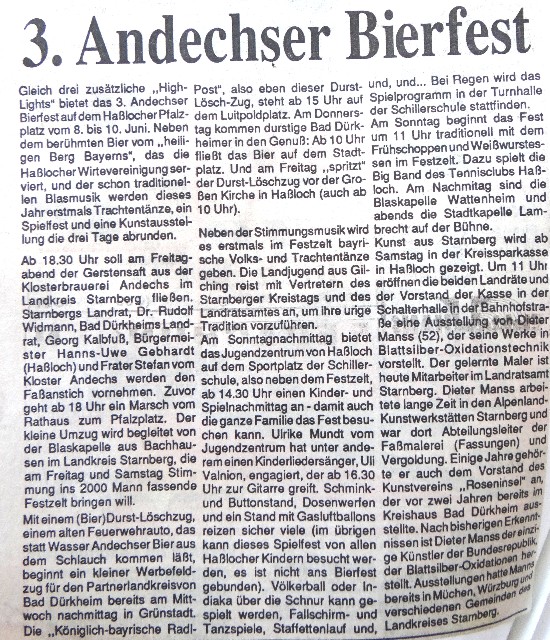 3. Andechser Bierfest
Gleich drei zusätzliche „High-
Lights" bietet das 3. Andechser
Bierfest auf dem Haßlocher Pfalz-
platz vom 8. bis 10. Juni. Neben
dem berühmten Bier vom „heili-
gen Berg Bayerns", das die
Haßlocher Wirtevereinigung ser-
viert, und der schon traditionel-
len Blasmusik werden dieses
Jahr erstmals Trachtentänze, ein
Spielfest und eine Kunstausstel-
lung die drei Tage abrunden.
Ab 18.30 Uhr soll am Freitag-
abend der Gerstensaft aus der
Klosterbrauerei Andechs im
Landkreis Starnberg fließen.
Starnbergs Landrat, Dr. Rudolf
Widmann, Bad Dürkheims Land-
rat, Georg Kalbfuß, Bürgermei-
ster Hanns-Uwe Gebhardt
(Haßloch) und Frater Stefan vom
Kloster Andechs werden den
Faßanstich vornehmen. Zuvor
geht ab 18 Uhr ein Marsch vom
Rathaus zum Pfalzplatz. Der
kleine Umzug wird begleitet von
der Blaskapelle aus Bachhau-
sen im Landkreis Starnberg, die
am Freitag und Samstag Stim-
mung ins 2000 Mann fassende
Festzelt bringen will.
Mit einem (Bier)Durst-Löschzug,
einem alten Feuerwehrauto, das
statt Wasser Andechser Bier aus
dem Schlauch kommen läßt,
beginnt ein kleiner Werbefeld-
zug für den Partnerlandkreis von
Bad Dürkheim bereits am Mitt-
woch nachmittag in Grünstadt.
Die „Königlich-bayrische Radi-
Post", also eben dieser Durst-
Lösch-Zug, steht ab 15 Uhr auf
dem Luitpoldplatz. Am Donners-
tag kommen durstige Bad Dürk-
heimer in den Genuß: Ab 10 Uhr
fließt das Bier auf dem Stadt-
platz. Und am Freitag „spritzt"
der Durst-Löschzug vor der Gro-
ßen Kirche in Haßloch (auch ab
10 Uhr).
Neben der Stimmungsmusik wird
es erstmals im Festzelt bayri-
sche Volks- und Trachtentänze
geben. Die Landjugend aus Gil-
ching reist mit Vertretern des
Starnberger Kreistags und des
Landratsamtes an, um ihre urige
Tradition vorzuführen.
Am Sonntagnachmittag bietet
das Jugendzentrum von Haßloch
auf dem Sportplatz der Schiller-
schule, also neben dem Festzelt,
ab 14.30 Uhr einen Kinder- und
Spielnachmittag an - damit auch
die ganze Familie das Fest besu-
chen kann. Ulrike Mundt vom
Jugendzentrum hat unter ande-
rem einen Kinderliedersänger, Uli
Valnion, engagiert, der ab 16.30
Uhr zur Gitarre greift. Schmink-
und Buttonstand, Dosenwerfen
und ein Stand mit Gasluftballons
reizen sicher viele (im übrigen
kann dieses Spielfest von allen
Haßlocher Kindern besucht wer-
den, es ist nicht ans Bierfest
gebunden). Völkerball oder In-
diaka über die Schnur kann ge-
spielt werden, Fallschirm- und
Tanzspiele, Staffettenlauf und,
und, und... Bei Regen wird das
Spielprogramm in der Turnhalle
der Schillerschule stattfinden.
Am Sonntag beginnt das Fest
um 11 Uhr traditionell mit dem
Frühschoppen und Weißwurstes-
sen im Festzelt. Dazu spielt die
Big Band des Tennisclubs Haß-
loch. Am Nachmitag sind die
Blaskapelle Wattenheim und
abends die Stadtkapelle Lam-
brecht auf der Bühne.
Kunst aus Starnberg wird ab
Samstag in der Kreissparkasse
in Haßloch gezeigt. Um 11 Uhr
eröffnen die beiden Landräte und
der Vorstand der Kasse in der
Schalterhalle in der Bahnhofstra-
ße eine Ausstellung von Dieter
Manss (52), der seine Werke in
Blattsilber-Oxidationstechnik
vorstellt. Der gelernte Maler ist
heute Mitarbeiter im Landratsamt
Starnberg. Dieter Manss arbei-
tete lange Zeit in den Alpenland-
Kunstwerkstätten Starnberg und
war dort Abteilungsleiter der
Faßmalerei (Fassungen) und
Vergoldung. Einige Jahre gehör-
te er auch dem Vorstand des
Kunstvereins „Roseninsel" an,
der vor zwei Jahren bereits im
Kreishaus Bad Dürkheim aus-
stellte. Nach bisherigen Erkennt-
nissen ist Dieter Manss der einzi-
ge Künstler der Bundesrepublik,
der Blattsilber-Oxidationen her-
stellt. Ausstellungen hatte Manss
bereits in Müchen, Würzburg und
verschiedenen Gemeinden des
Landkreises Starnberg.